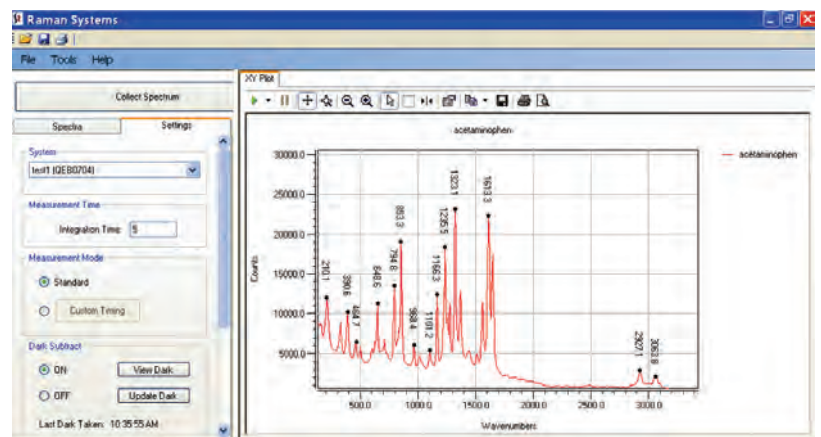 Raman Systems
File Tools Help
Collect Spectrum
Spectra Settings
System
test1 (QEB0704)
Measurement Time
Integration Time: 5
Measurement Mode
Standard
Custom Timing
Dark Subtract
ON View Dark
OFF Update Dark
Last Dark Taken: 10:35:55 AM
XY Plot
acetaminophen
acetaminophen
Counts
30000.0
25000.0
20000.0
15000.0
10000.0
5000.0
210.1
390.6
464.7
648.6
794.8
853.3
968.4
1101.2
1166.3
1235.5
1323.1
1613.3
2927.1
3063.8
500.0 1000.0 1500.0 2000.0 2500.0 3000.0
Wavenumbers